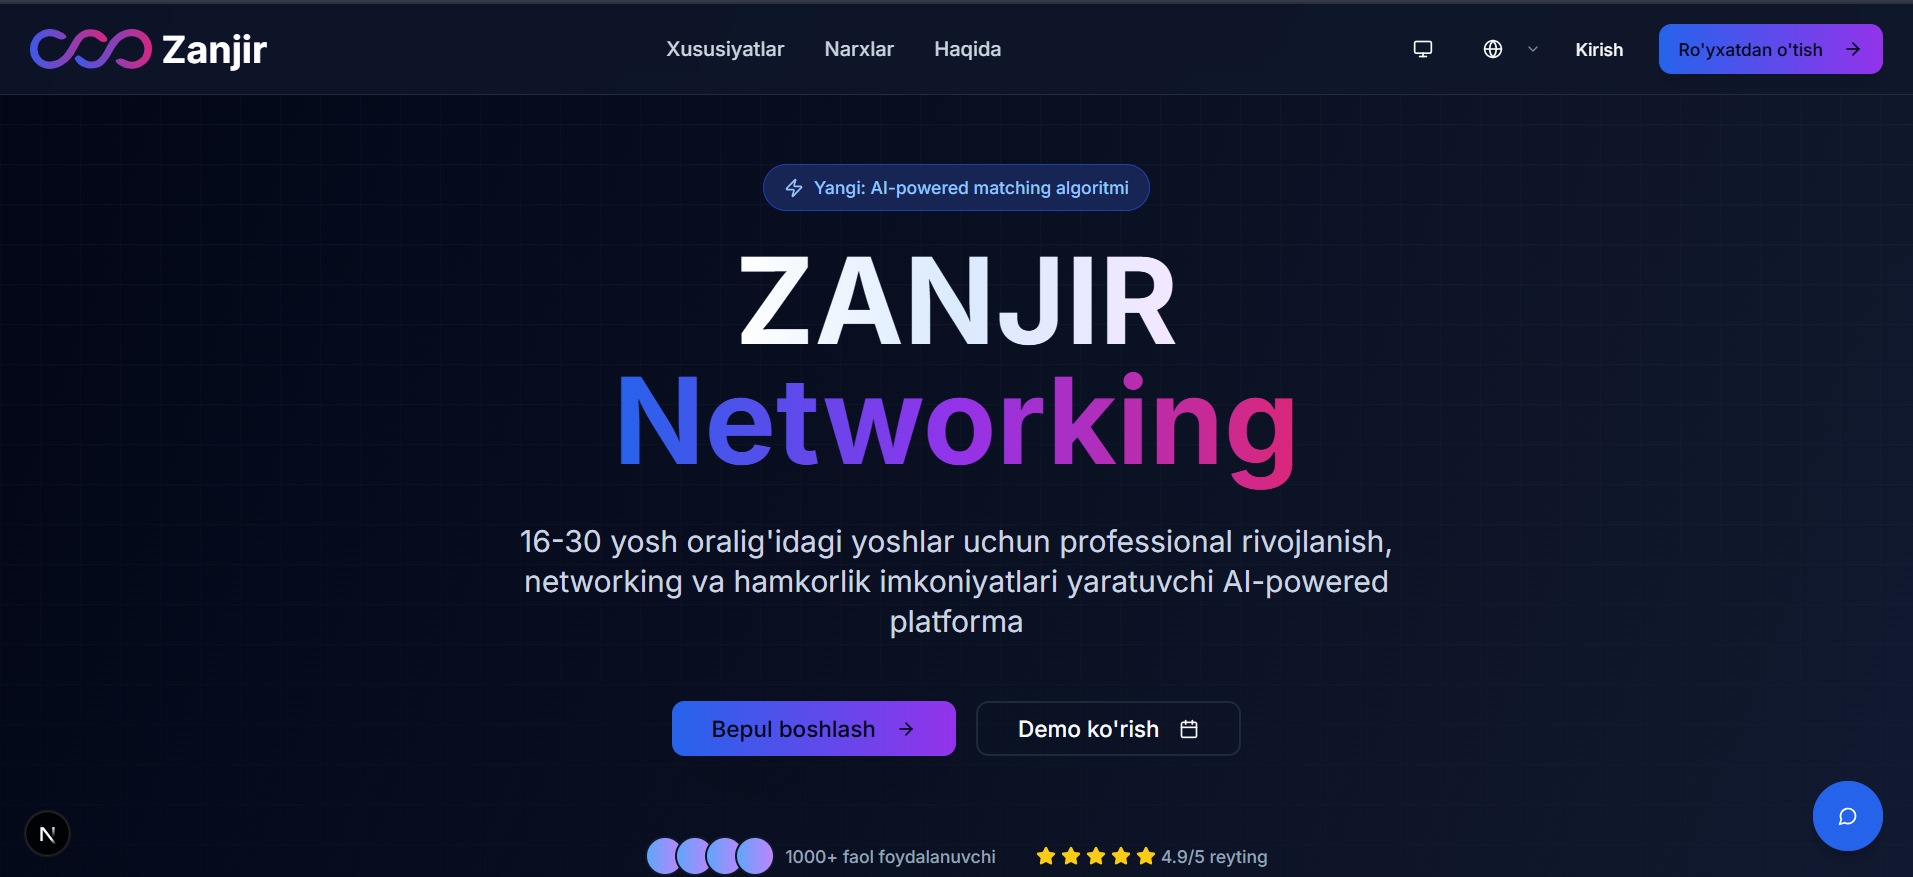 Zanjir
Xususiyatlar
Narxlar
Haqida
Kirish
Ro'yxatdan o'tish
Yangi: AI-powered matching algoritmi
ZANJIR
Networking
16-30 yosh oralig'idagi yoshlar uchun professional rivojlanish,
networking va hamkorlik imkoniyatlari yaratuvchi AI-powered
platforma
Bepul boshlash
Demo ko'rish
N
1000+ faol foydalanuvchi
4.9/5 reyting